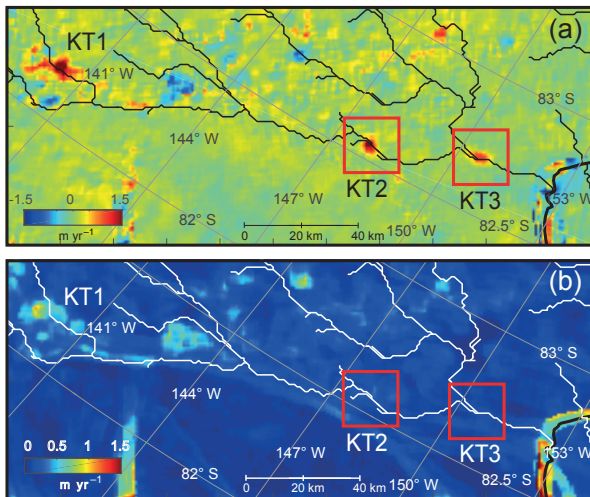 (a)
KT1
141° W
83° S
144° W
KT2
KT3
-1.5 1.5
m yr⁻¹
147° W
53° W
82° S
0 20 km 40 km
150° W
82.5° S
(b)
KT1
141° W
83° S
144° W
KT2
KT3
0 0.5 1 1.5
m yr⁻¹
147° W
153° W
82° S
0 20 km 40 km
150° W
82.5° S